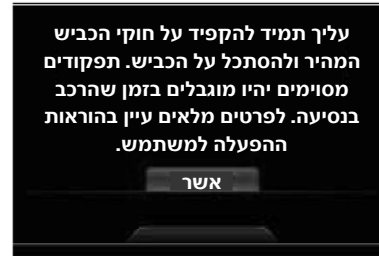 עליך תמיד להקפיד על חוקי הכביש
המהיר ולהסתכל על הכביש. תפקודים
מסוימים יהיו מוגבלים בזמן שהרכב
בנסיעה. לפרטים מלאים עיין בהוראות
ההפעלה למשתמש.
אשר